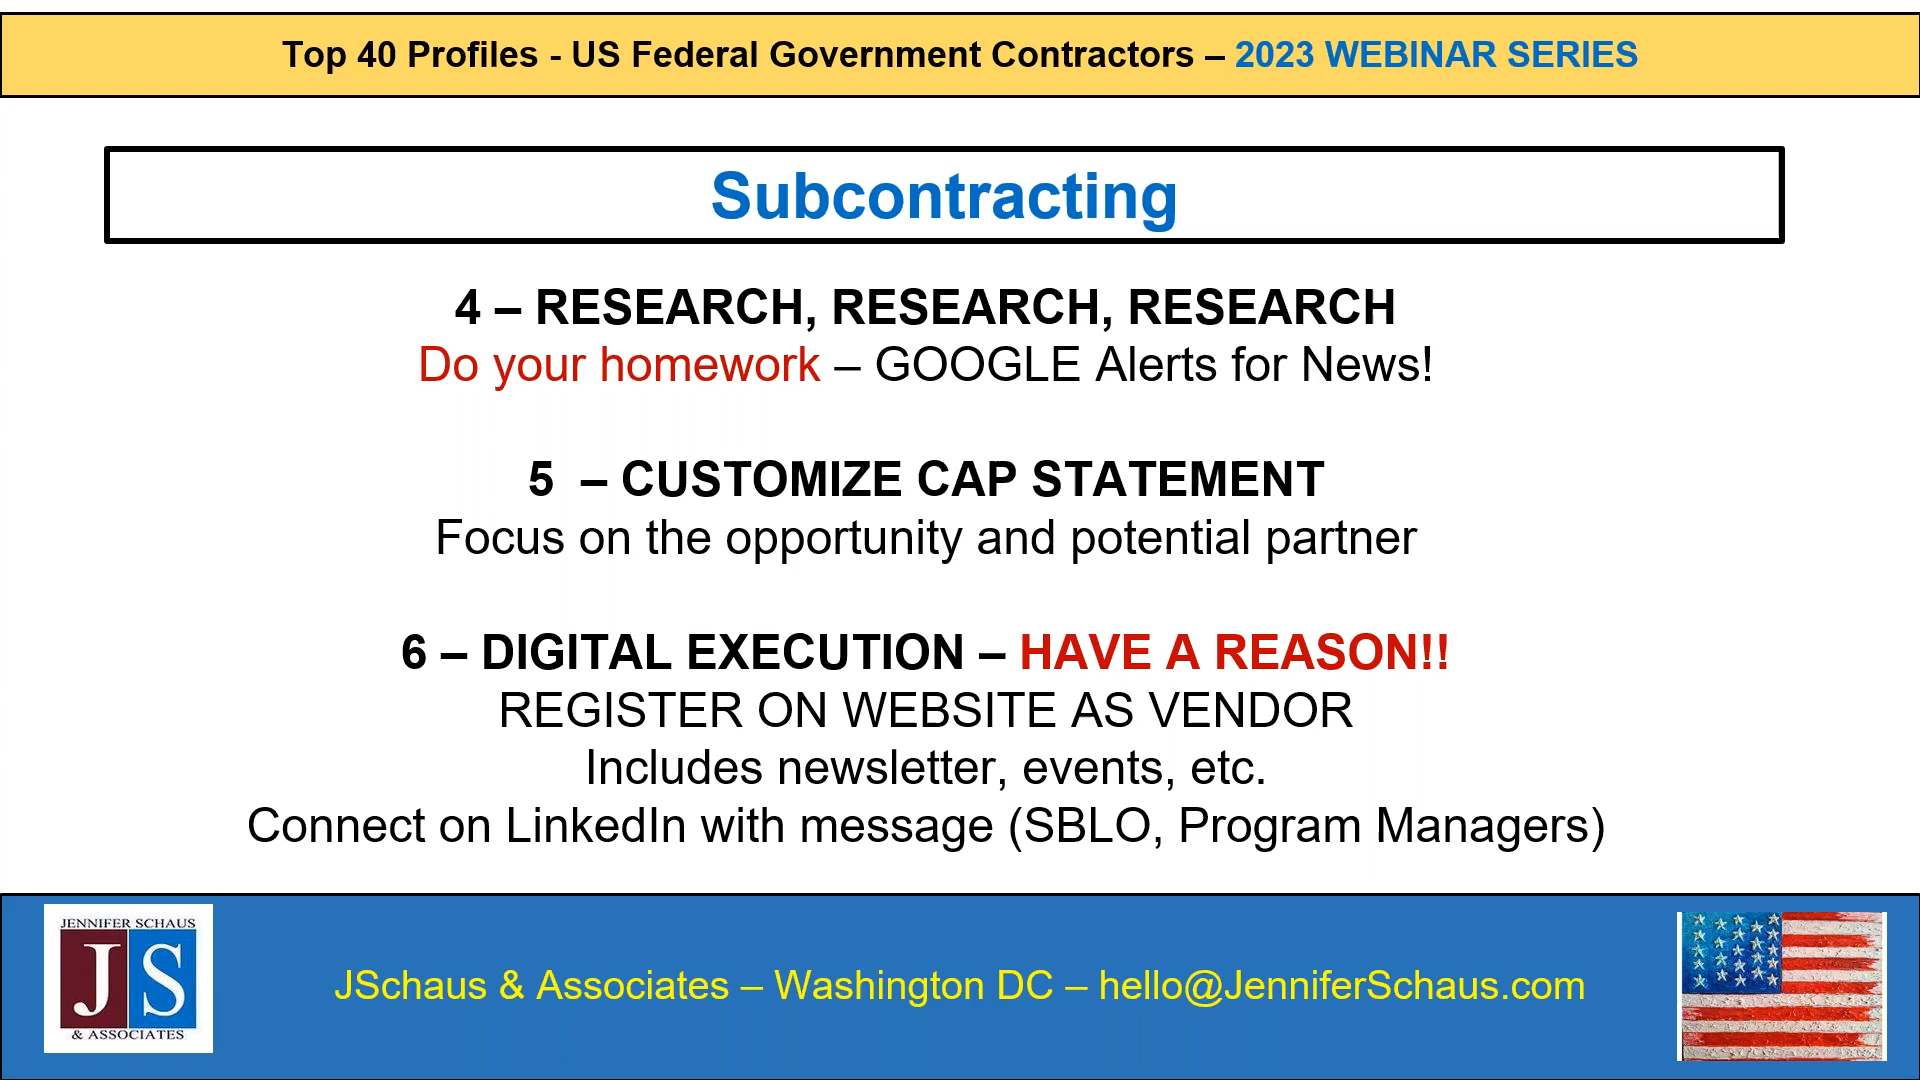 Top 40 Profiles - US Federal Government Contractors – 2023 WEBINAR SERIES
Subcontracting
4 – RESEARCH, RESEARCH, RESEARCH
Do your homework – GOOGLE Alerts for News!
5  – CUSTOMIZE CAP STATEMENT
Focus on the opportunity and potential partner
6 – DIGITAL EXECUTION – HAVE A REASON!!
REGISTER ON WEBSITE AS VENDOR
Includes newsletter, events, etc.
Connect on LinkedIn with message (SBLO, Program Managers)
JENNIFER SCHAUS
JS
& ASSOCIATES
JSchaus & Associates – Washington DC – hello@JenniferSchaus.com